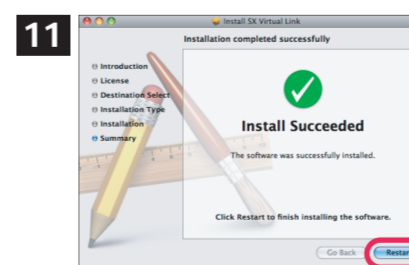 11
Install SX Virtual Link
Installation completed successfully
Introduction
License
Destination Select
Installation Type
Installation
Summary
Install Succeeded
The software was successfully installed.
Click Restart to finish installing the software.
Go Back
Restar